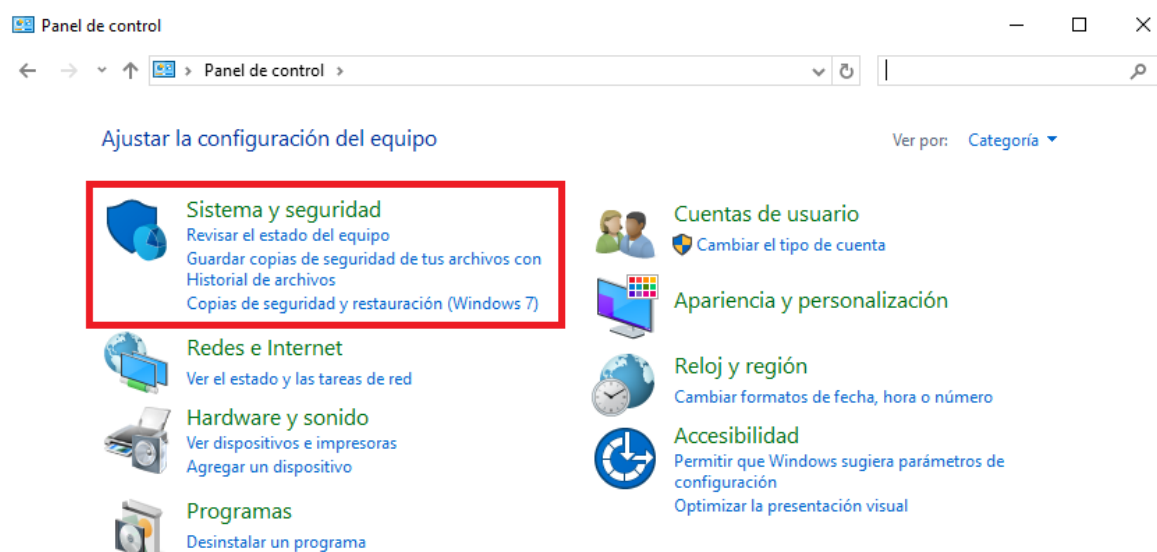 Panel de control
Panel de control
Ajustar la configuración del equipo
Ver por: Categoría
Sistema y seguridad
Revisar el estado del equipo
Guardar copias de seguridad de tus archivos con
Historial de archivos
Copias de seguridad y restauración (Windows 7)
Redes e Internet
Ver el estado y las tareas de red
Hardware y sonido
Ver dispositivos e impresoras
Agregar un dispositivo
Programas
Desinstalar un programa
Cuentas de usuario
Cambiar el tipo de cuenta
Apariencia y personalización
Reloj y región
Cambiar formatos de fecha, hora o número
Accesibilidad
Permitir que Windows sugiera parámetros de
configuración
Optimizar la presentación visual